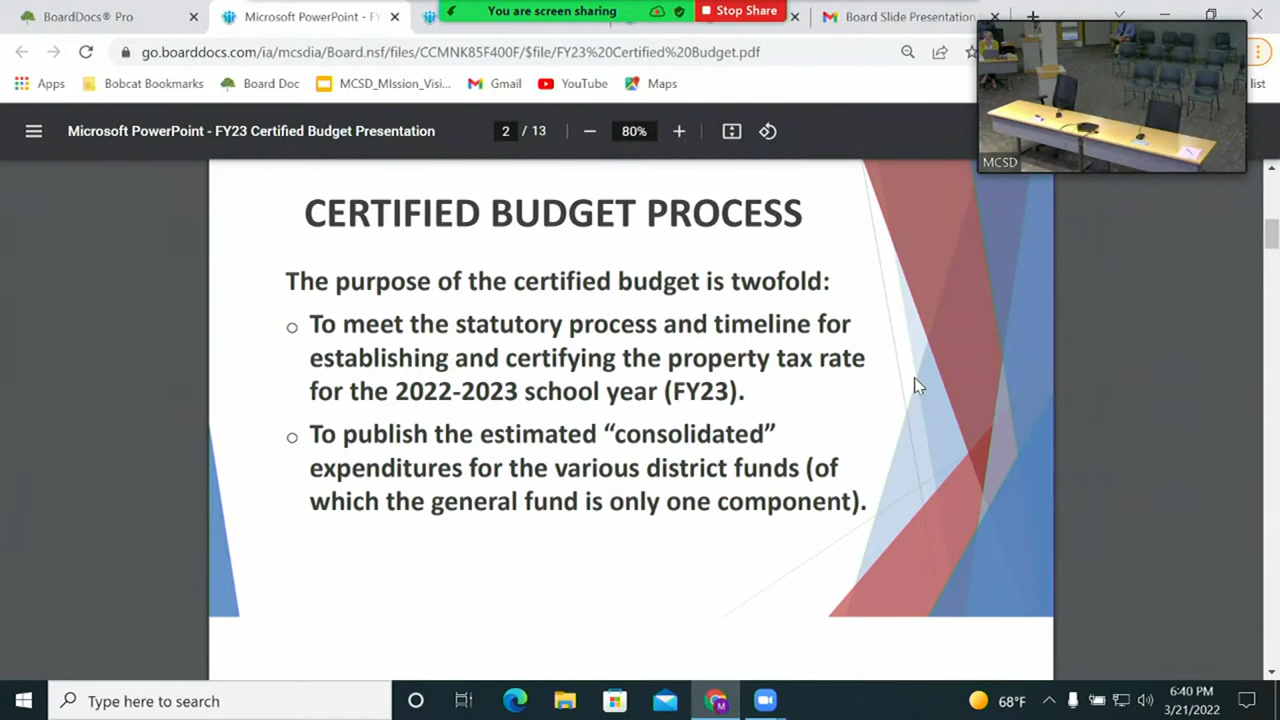 BoardDocs® Pro
Microsoft PowerPoint - FY
You are screen sharing
Stop Share
Board Slide Presentation
go.boarddocs.com/ia/mcsdia/Board.nsf/files/CCMNK85F400F/$file/FY23%20Certified%20Budget.pdf
Apps
Bobcat Bookmarks
Board Doc
MCSD_MIssion_Visi...
Gmail
YouTube
Maps
list
Microsoft PowerPoint - FY23 Certified Budget Presentation
2 / 13
80%
MCSD
CERTIFIED BUDGET PROCESS
The purpose of the certified budget is twofold:
To meet the statutory process and timeline for
establishing and certifying the property tax rate
for the 2022-2023 school year (FY23).
To publish the estimated “consolidated”
expenditures for the various district funds (of
which the general fund is only one component).
Type here to search
68°F
6:40 PM
3/21/2022